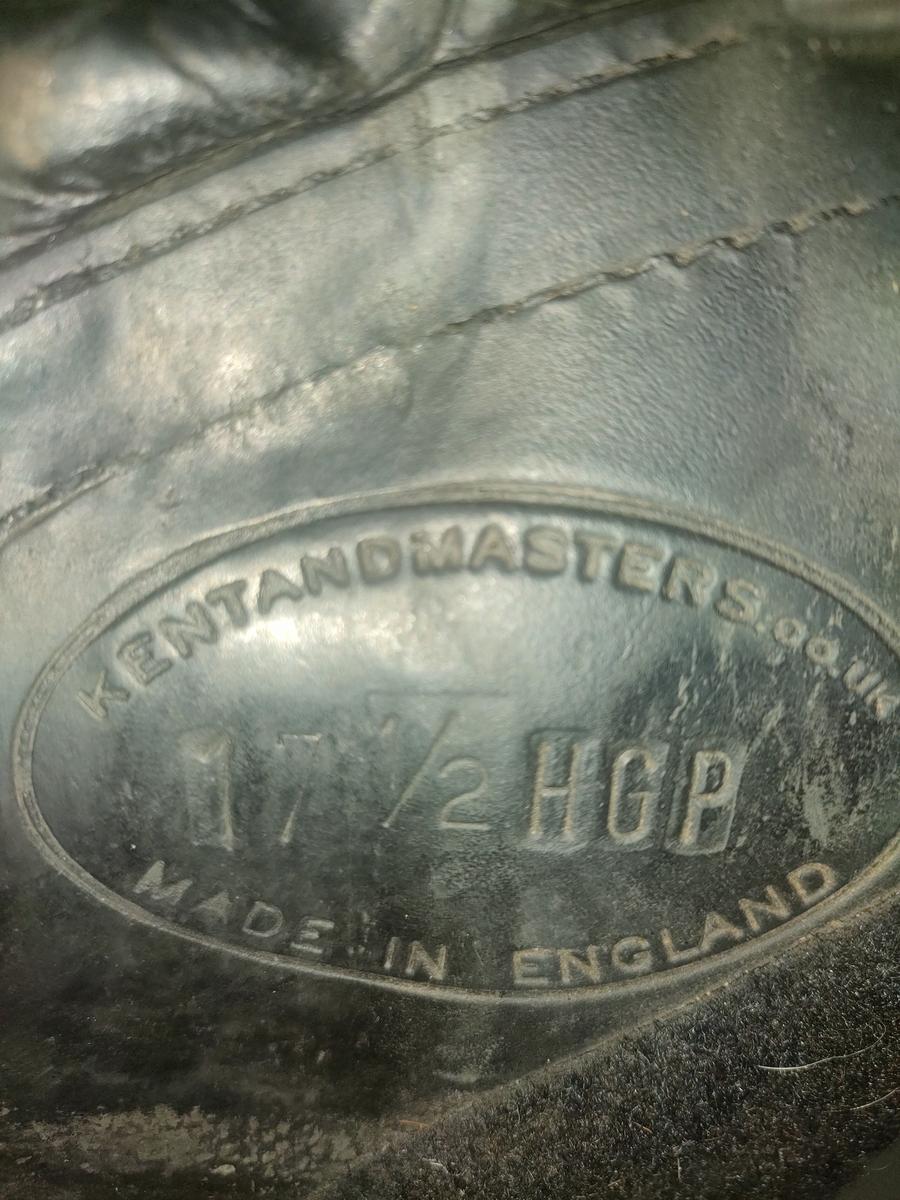 KENTANDMASTERS.co.uk
17 1/2 HGP
MADE IN ENGLAND